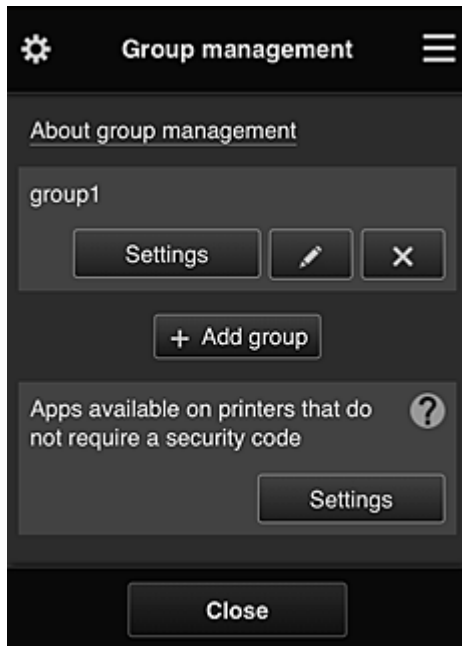 Group management
About group management
group1
Settings
+ Add group
Apps available on printers that do
not require a security code
?
Settings
Close